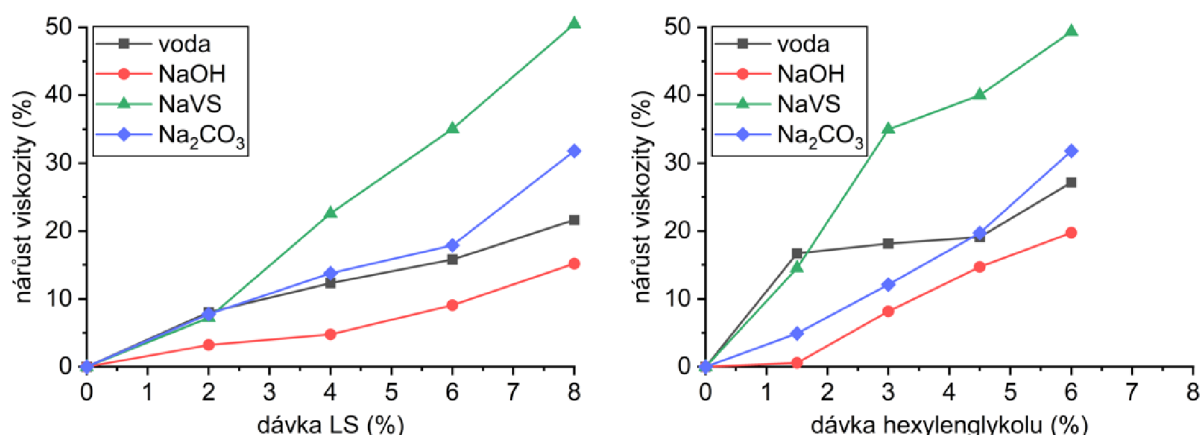 50
40
30
20
10
0
nárůst viskozity (%)
voda
NaOH
NaVS
Na₂CO₃
0 1 2 3 4 5 6 7 8
dávka LS (%)
50
40
30
20
10
0
nárůst viskozity (%)
voda
NaOH
NaVS
Na₂CO₃
0 1 2 3 4 5 6 7 8
dávka hexylenglykolu (%)